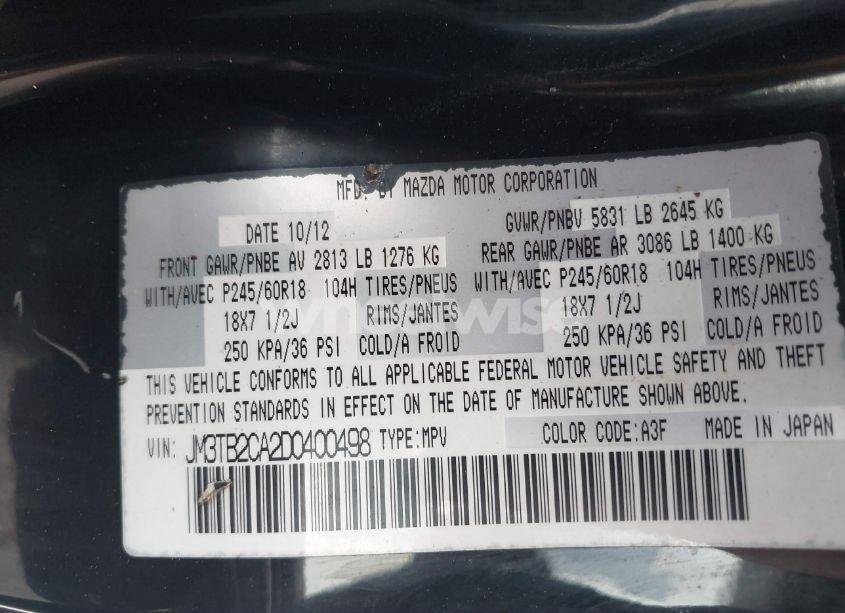 MFD. BY MAZDA MOTOR CORPORATION
DATE 10/12 GVWR/PNBV 5831 LB 2645 KG
FRONT GAWR/PNBE AV 2813 LB 1276 KG REAR GAWR/PNBE AR 3086 LB 1400 KG
WITH/AVEC P245/60R18 104H TIRES/PNEUS WITH/AVEC P245/60R18 104H TIRES/PNEUS
18X7 1/2J RIMS/JANTES 18X7 1/2J RIMS/JANTES
250 KPA/36 PSI COLD/A FROID 250 KPA/36 PSI COLD/A FROID
THIS VEHICLE CONFORMS TO ALL APPLICABLE FEDERAL MOTOR VEHICLE SAFETY AND THEFT
PREVENTION STANDARDS IN EFFECT ON THE DATE OF MANUFACTURE SHOWN ABOVE.
VIN: JM3TB2CA2D0400498 TYPE:MPV COLOR CODE:A3F MADE IN JAPAN